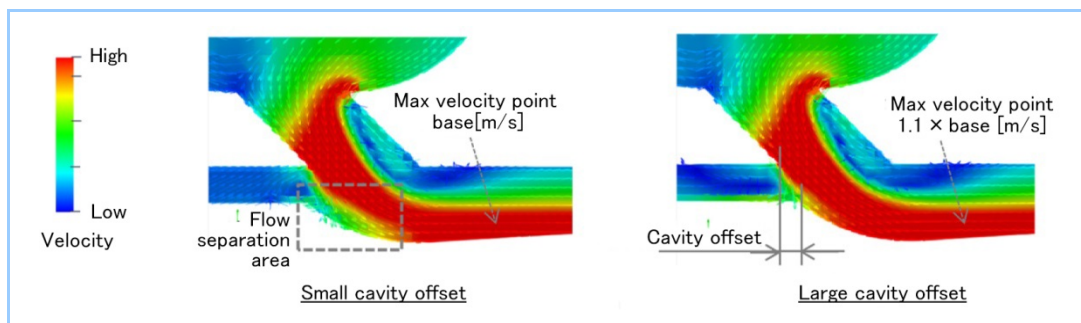 High
Low
Velocity
Max velocity point
base[m/s]
Flow
separation
area
Small cavity offset
Max velocity point
1.1 × base [m/s]
Cavity offset
Large cavity offset